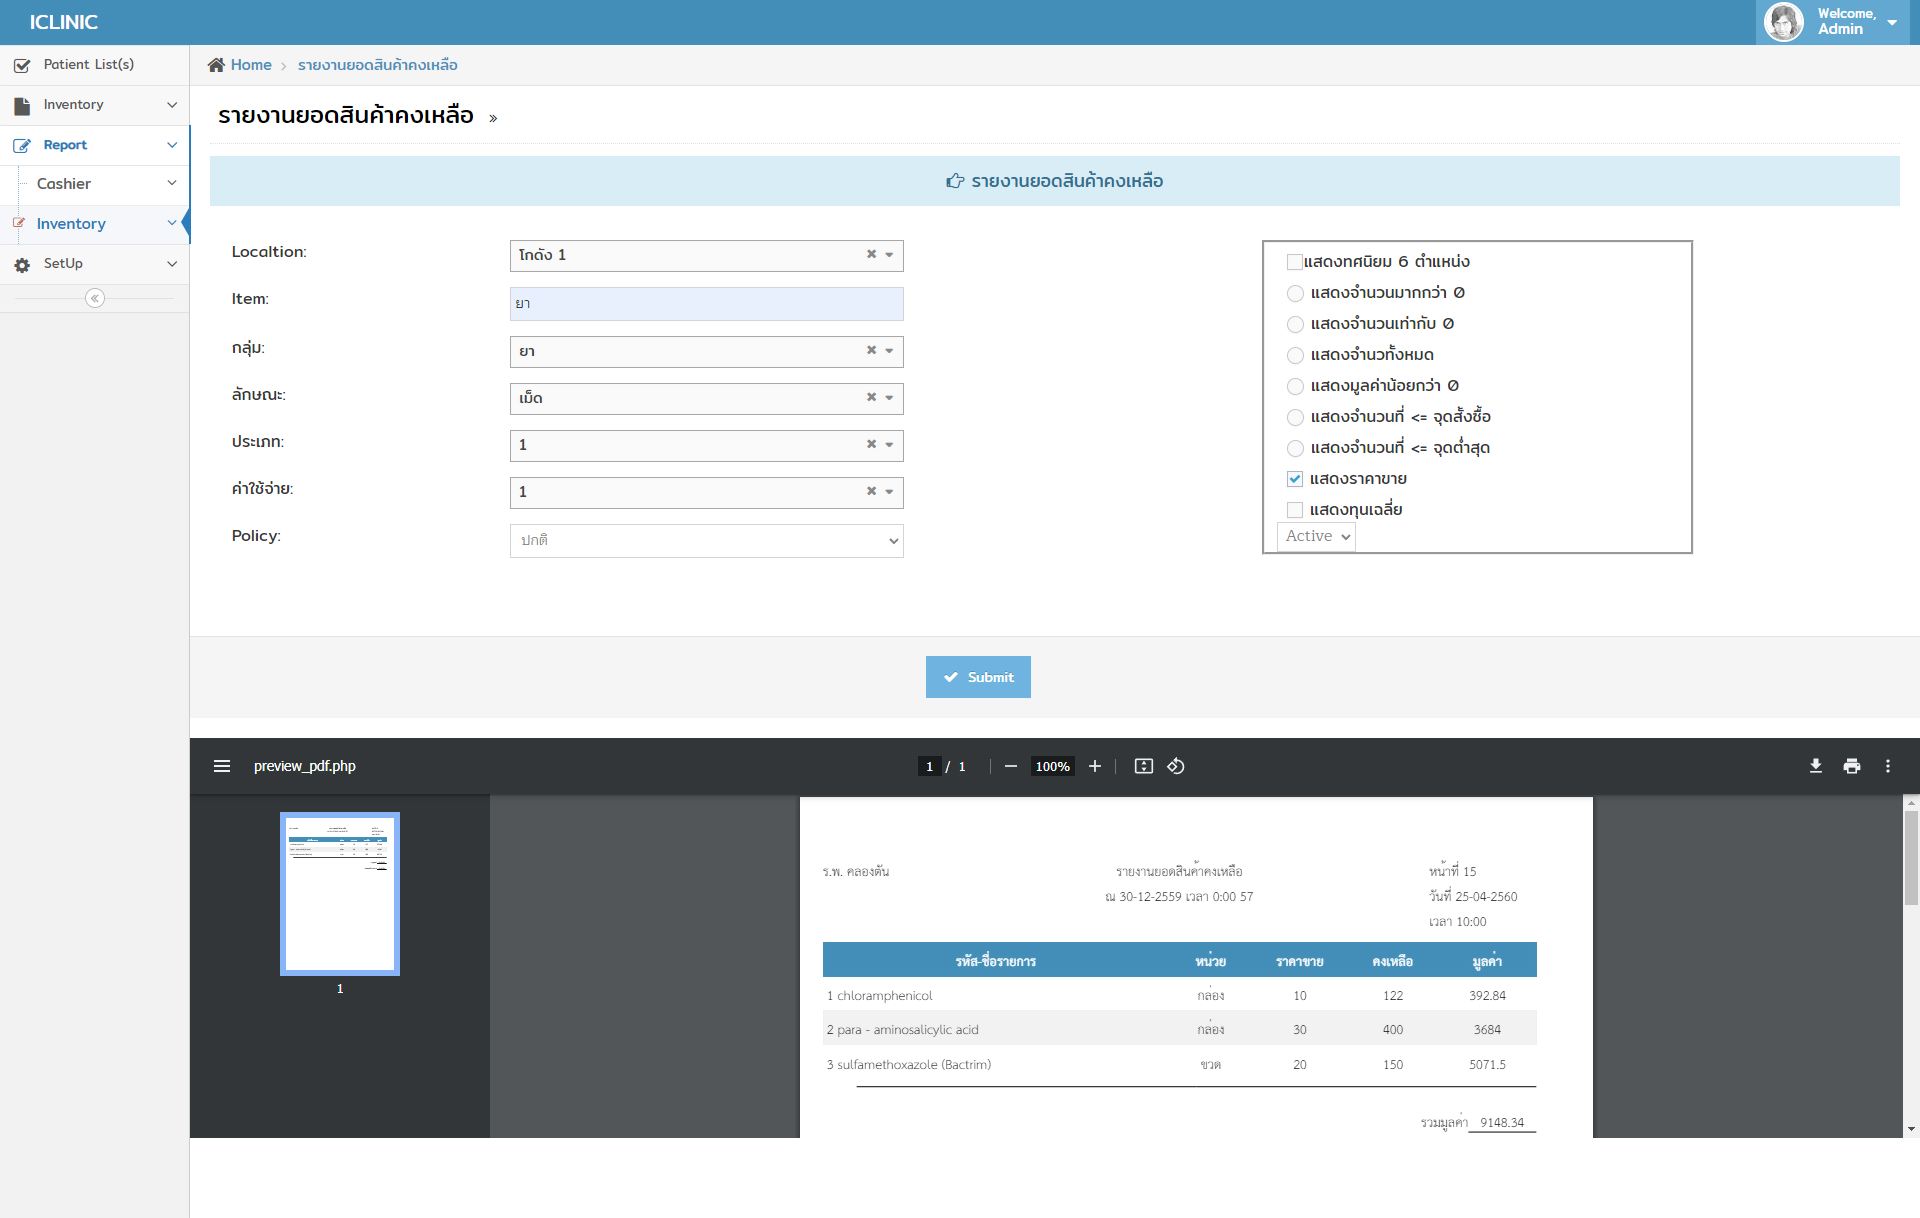 ICLINIC
Welcome,
Admin
Patient List(s)
Inventory
Report
Cashier
Inventory
SetUp
Home › รายงานยอดสินค้าคงเหลือ
รายงานยอดสินค้าคงเหลือ »
รายงานยอดสินค้าคงเหลือ
Localtion: โกดัง 1
Item: ยา
กลุ่ม: ยา
ลักษณะ: เม็ด
ประเภท: 1
ค่าใช้จ่าย: 1
Policy: ปกติ
แสดงทศนิยม 6 ตำแหน่ง
แสดงจำนวนมากกว่า 0
แสดงจำนวนเท่ากับ 0
แสดงจำนวทั้งหมด
แสดงมูลค่าน้อยกว่า 0
แสดงจำนวนที่ <= จุดสั้งซื้อ
แสดงจำนวนที่ <= จุดต่ำสุด
แสดงราคาขาย
แสดงทุนเฉลี่ย
Active
Submit
preview_pdf.php
1 / 1
100%
1
ร.พ. คลองตัน รายงานยอดสินค้าคงเหลือ หน้าที่ 15
ณ 30-12-2559 เวลา 0:00 57 วันที่ 25-04-2560
เวลา 10:00
รหัส-ชื่อรายการ หน่วย ราคาขาย คงเหลือ มูลค่า
1 chloramphenicol กล่อง 10 122 392.84
2 para - aminosalicylic acid กล่อง 30 400 3684
3 sulfamethoxazole (Bactrim) ขวด 20 150 5071.5
รวมมูลค่า 9148.34